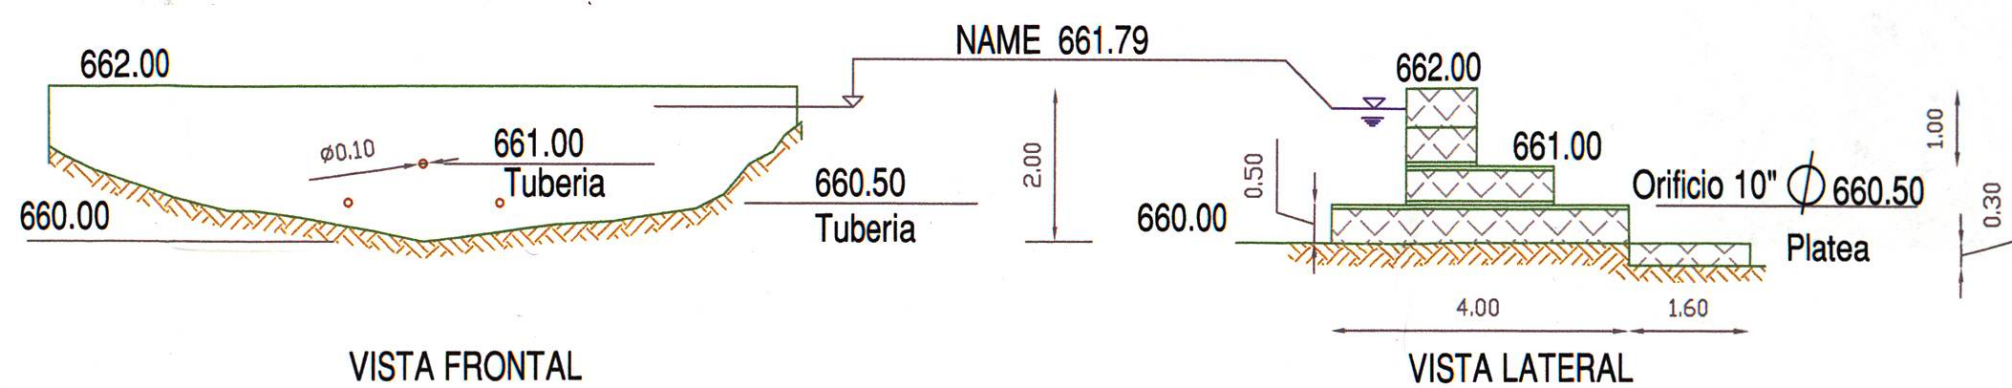 662.00
NAME 661.79
662.00
ø0.10
661.00
Tuberia
660.50
Tuberia
660.00
2.00
0.50
660.00
661.00
1.00
Orificio 10" Ø 660.50
Platea
0.30
4.00
1.60
VISTA FRONTAL
VISTA LATERAL